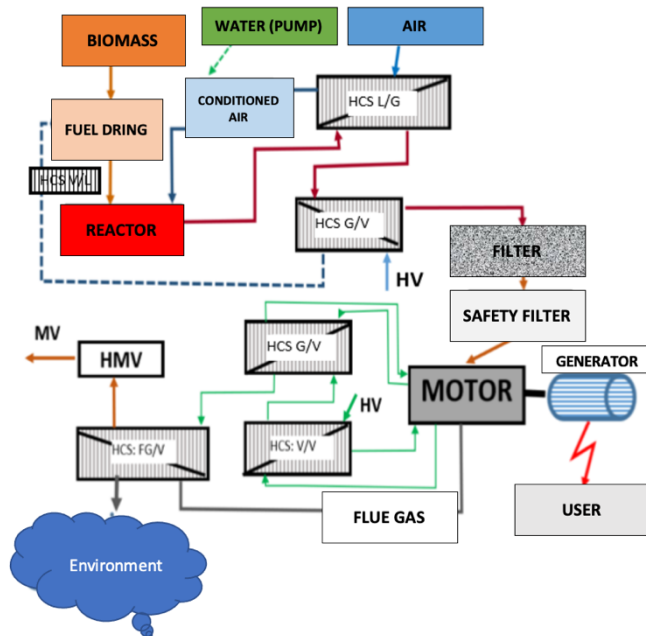 WATER (PUMP)
AIR
BIOMASS
CONDITIONED
AIR
HCS L/G
FUEL DRING
HCS V/L
REACTOR
HCS G/V
HV
FILTER
SAFETY FILTER
MV
HMV
HCS G/V
GENERATOR
MOTOR
HV
HCS: FG/V
HCS: V/V
FLUE GAS
USER
Environment